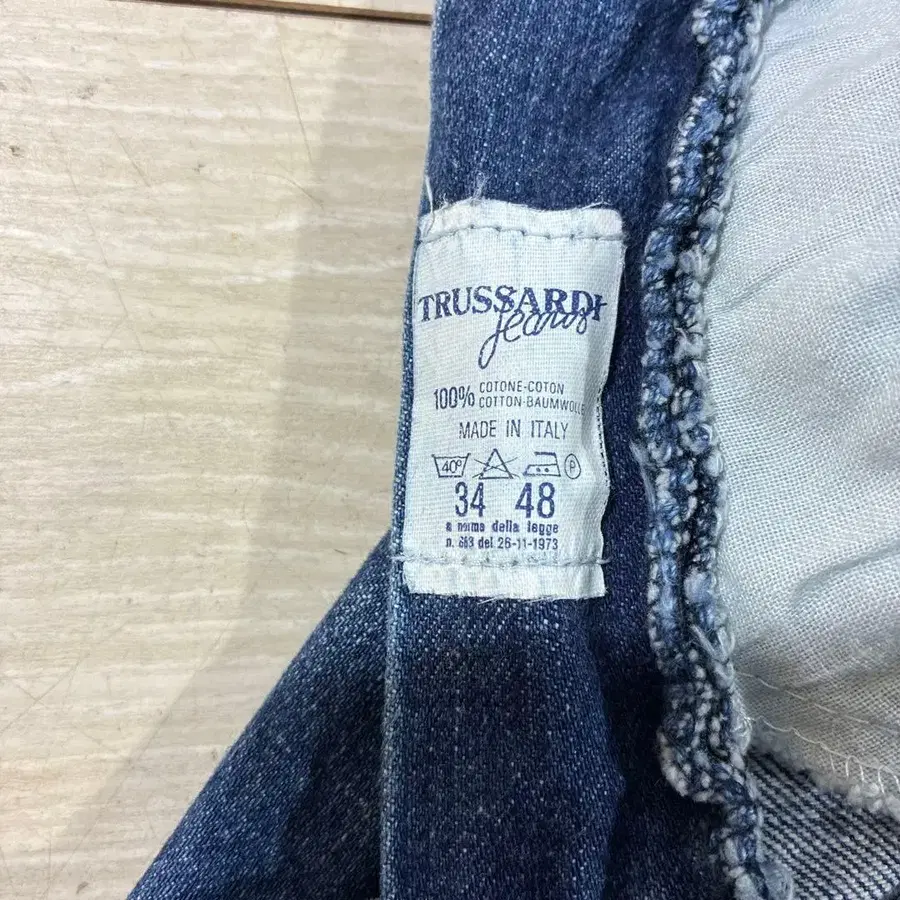 TRUSSARDI
Jeans
100% COTONE-COTON
COTTON-BAUMWOLLE
MADE IN ITALY
40° P
34 48
a norma della legge
n. 883 del 26-11-1973